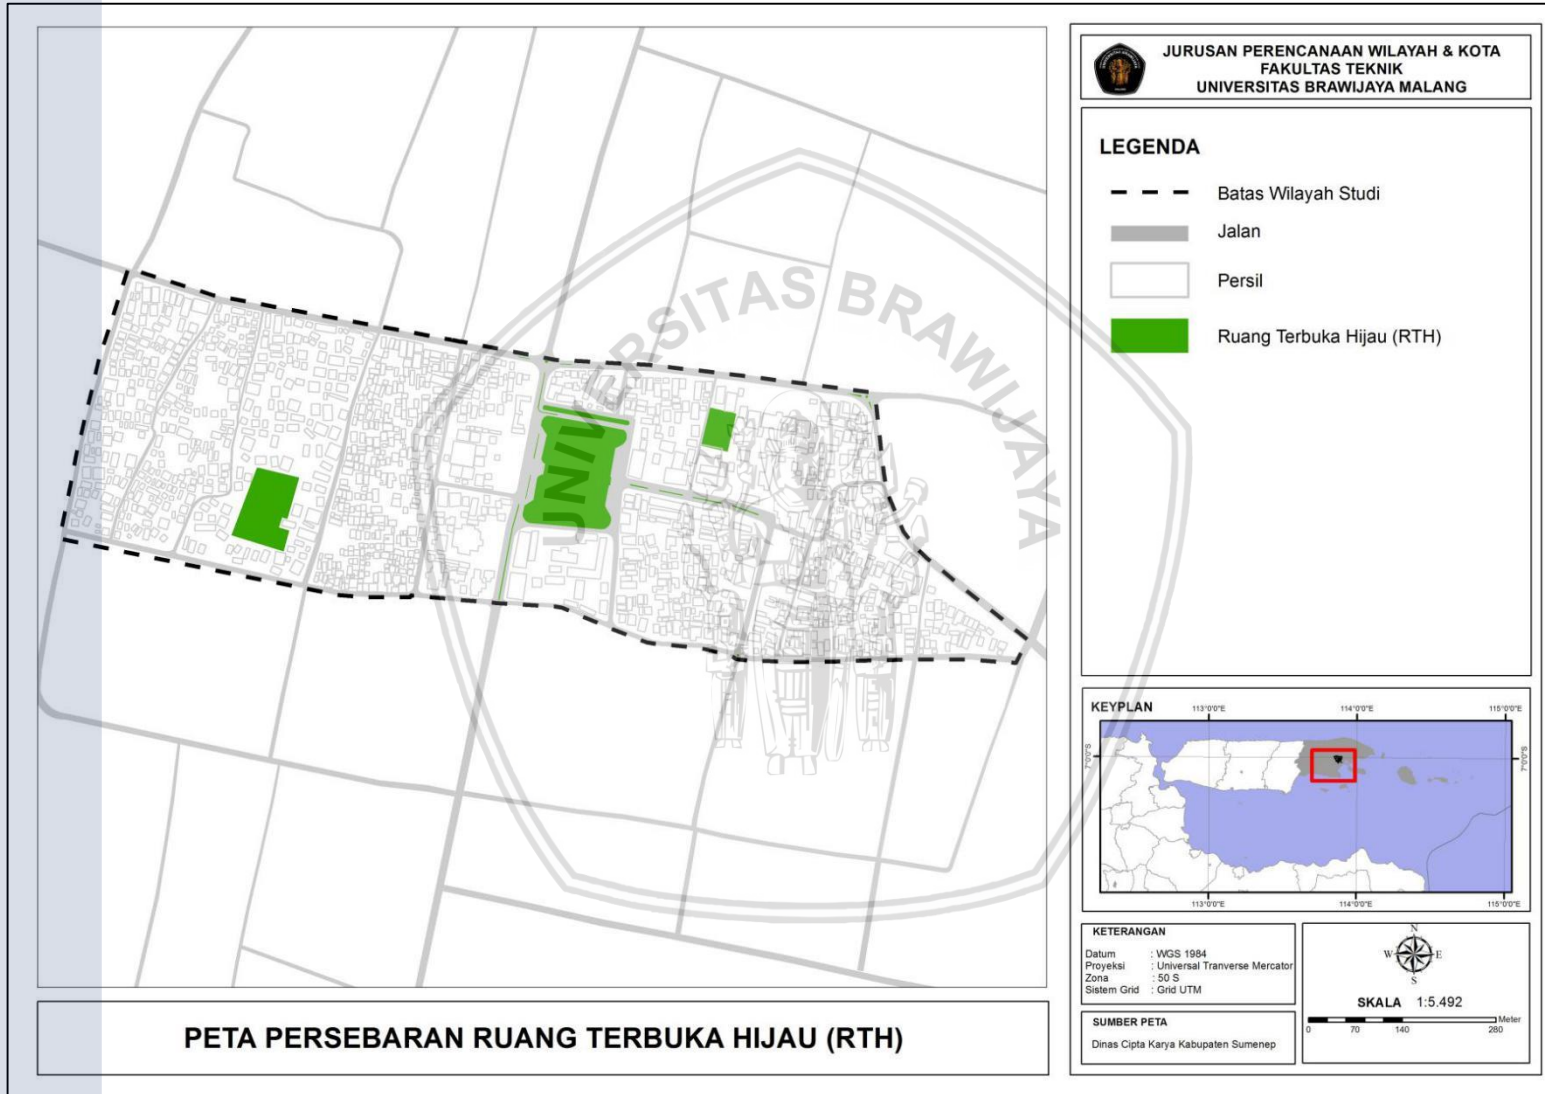 JURUSAN PERENCANAAN WILAYAH & KOTA
FAKULTAS TEKNIK
UNIVERSITAS BRAWIJAYA MALANG
LEGENDA
Batas Wilayah Studi
Jalan
Persil
Ruang Terbuka Hijau (RTH)
UNIVERSITAS BRAWIJAYA
KEYPLAN
113°0'0"E 114°0'0"E 115°0'0"E
7°0'0"S 7°0'0"S
113°0'0"E 114°0'0"E 115°0'0"E
KETERANGAN
Datum : WGS 1984
Proyeksi : Universal Tranverse Mercator
Zona : 50 S
Sistem Grid : Grid UTM
N
W E
S
SKALA 1:5.492
Meter
0 70 140 280
SUMBER PETA
Dinas Cipta Karya Kabupaten Sumenep
PETA PERSEBARAN RUANG TERBUKA HIJAU (RTH)